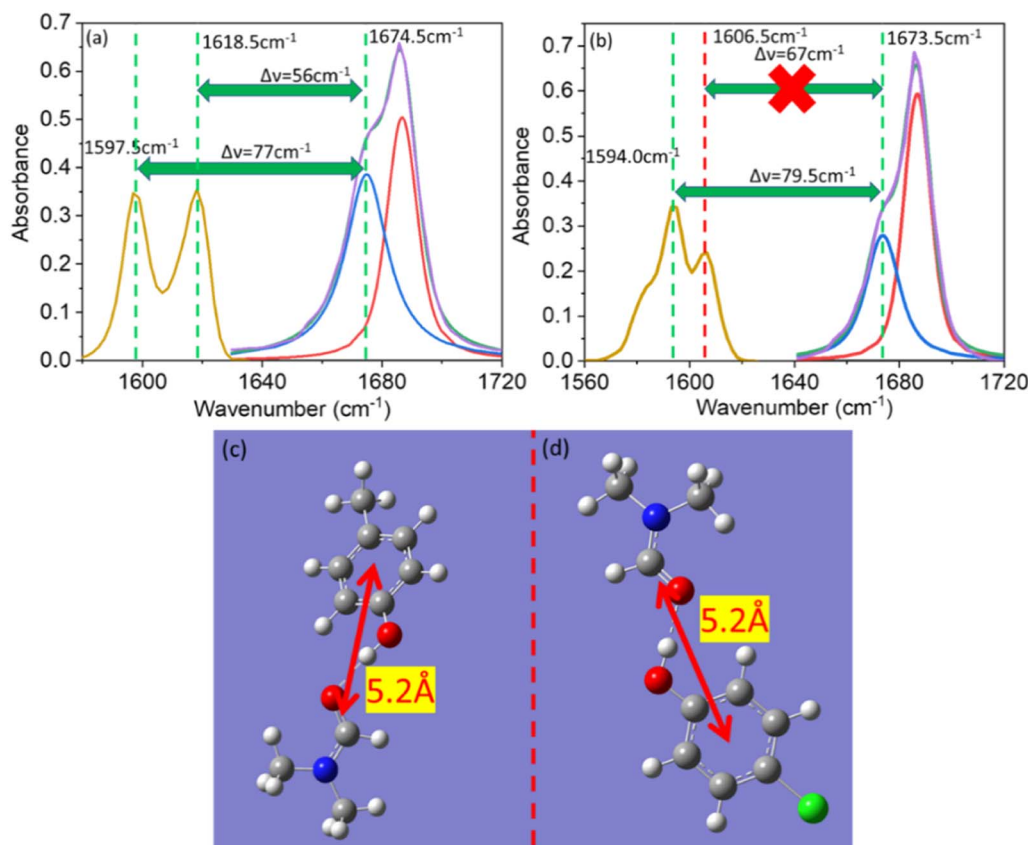 (a)
1618.5cm⁻¹
1674.5cm⁻¹
Δν=56cm⁻¹
1597.5cm⁻¹
Δν=77cm⁻¹
Absorbance
0.7
0.6
0.5
0.4
0.3
0.2
0.1
0.0
1600 1640 1680 1720
Wavenumber (cm⁻¹)
(b)
1606.5cm⁻¹
1673.5cm⁻¹
Δν=67cm⁻¹
1594.0cm⁻¹
Δν=79.5cm⁻¹
Absorbance
0.7
0.6
0.5
0.4
0.3
0.2
0.1
0.0
1560 1600 1640 1680 1720
Wavenumber (cm⁻¹)
(c)
5.2Å
(d)
5.2Å